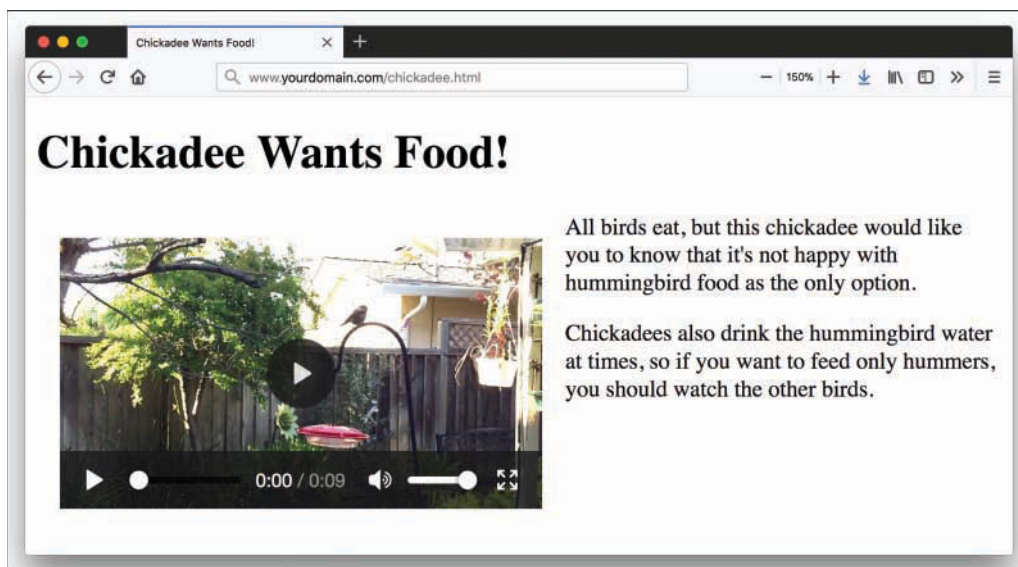 Chickadee Wants Food!
www.yourdomain.com/chickadee.html
150%
Chickadee Wants Food!
All birds eat, but this chickadee would like
you to know that it's not happy with
hummingbird food as the only option.
Chickadees also drink the hummingbird water
at times, so if you want to feed only hummers,
you should watch the other birds.
0:00 / 0:09